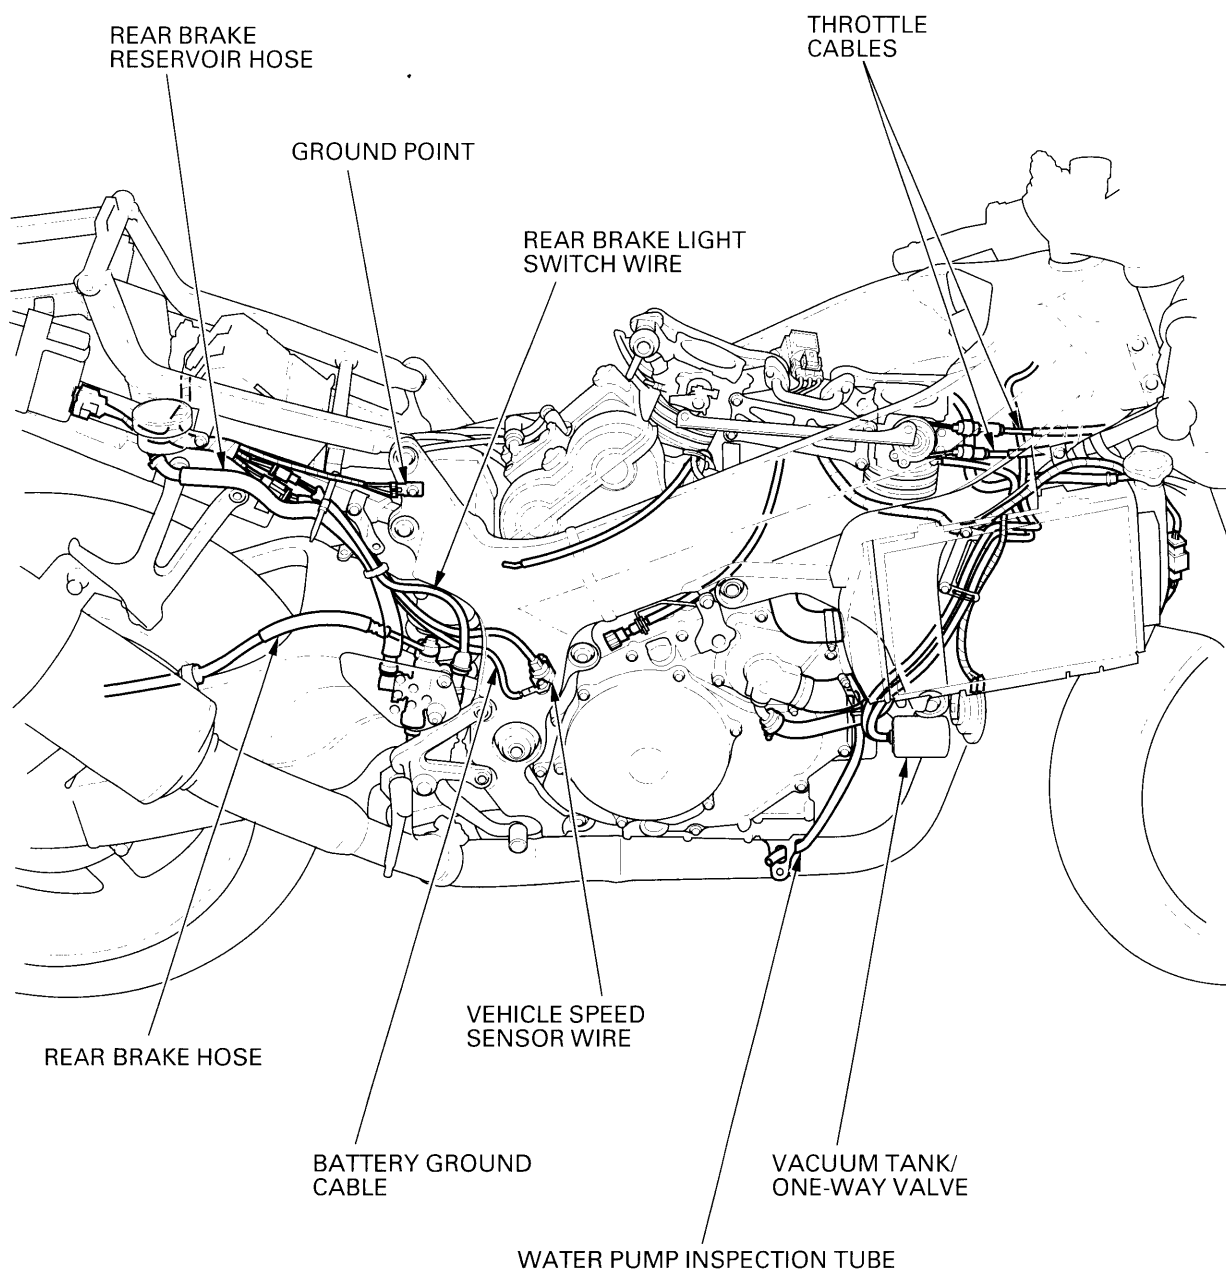 THROTTLE
CABLES
REAR BRAKE
RESERVOIR HOSE
GROUND POINT
REAR BRAKE LIGHT
SWITCH WIRE
VEHICLE SPEED
SENSOR WIRE
REAR BRAKE HOSE
BATTERY GROUND
CABLE
VACUUM TANK/
ONE-WAY VALVE
WATER PUMP INSPECTION TUBE